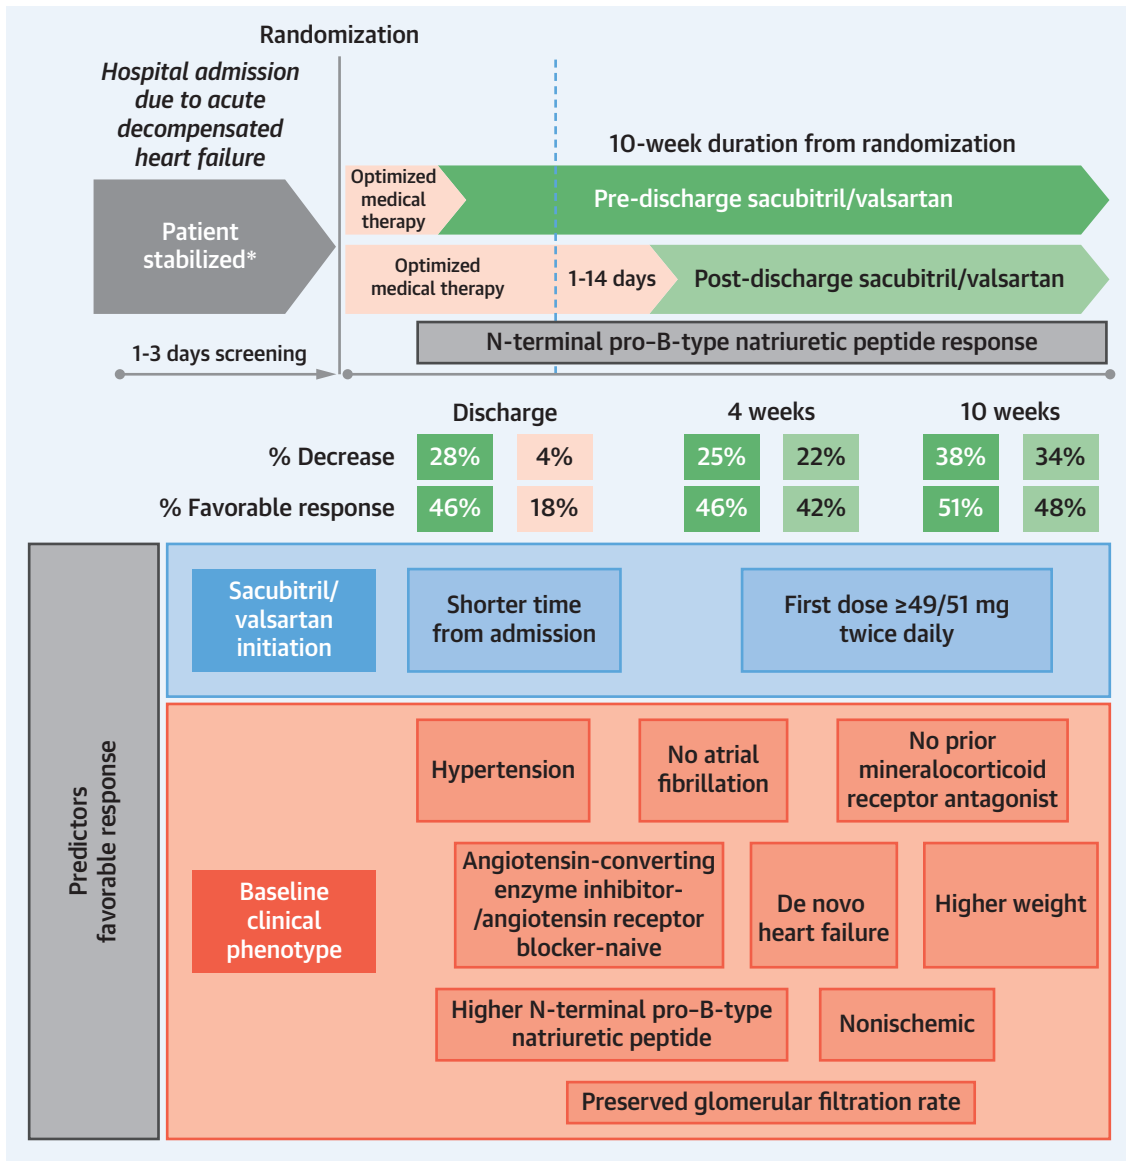 Randomization
Hospital admission
due to acute
decompensated
heart failure
10-week duration from randomization
Patient
stabilized*
Optimized
medical
therapy
Pre-discharge sacubitril/valsartan
Optimized
medical therapy
1-14 days
Post-discharge sacubitril/valsartan
N-terminal pro–B-type natriuretic peptide response
1-3 days screening
Discharge 4 weeks 10 weeks
% Decrease 28% 4% 25% 22% 38% 34%
% Favorable response 46% 18% 46% 42% 51% 48%
Predictors
favorable response
Sacubitril/
valsartan
initiation
Shorter time
from admission
First dose ≥49/51 mg
twice daily
Baseline
clinical
phenotype
Hypertension
No atrial
fibrillation
No prior
mineralocorticoid
receptor antagonist
Angiotensin-converting
enzyme inhibitor-
/angiotensin receptor
blocker-naive
De novo
heart failure
Higher weight
Higher N-terminal pro-B-type
natriuretic peptide
Nonischemic
Preserved glomerular filtration rate